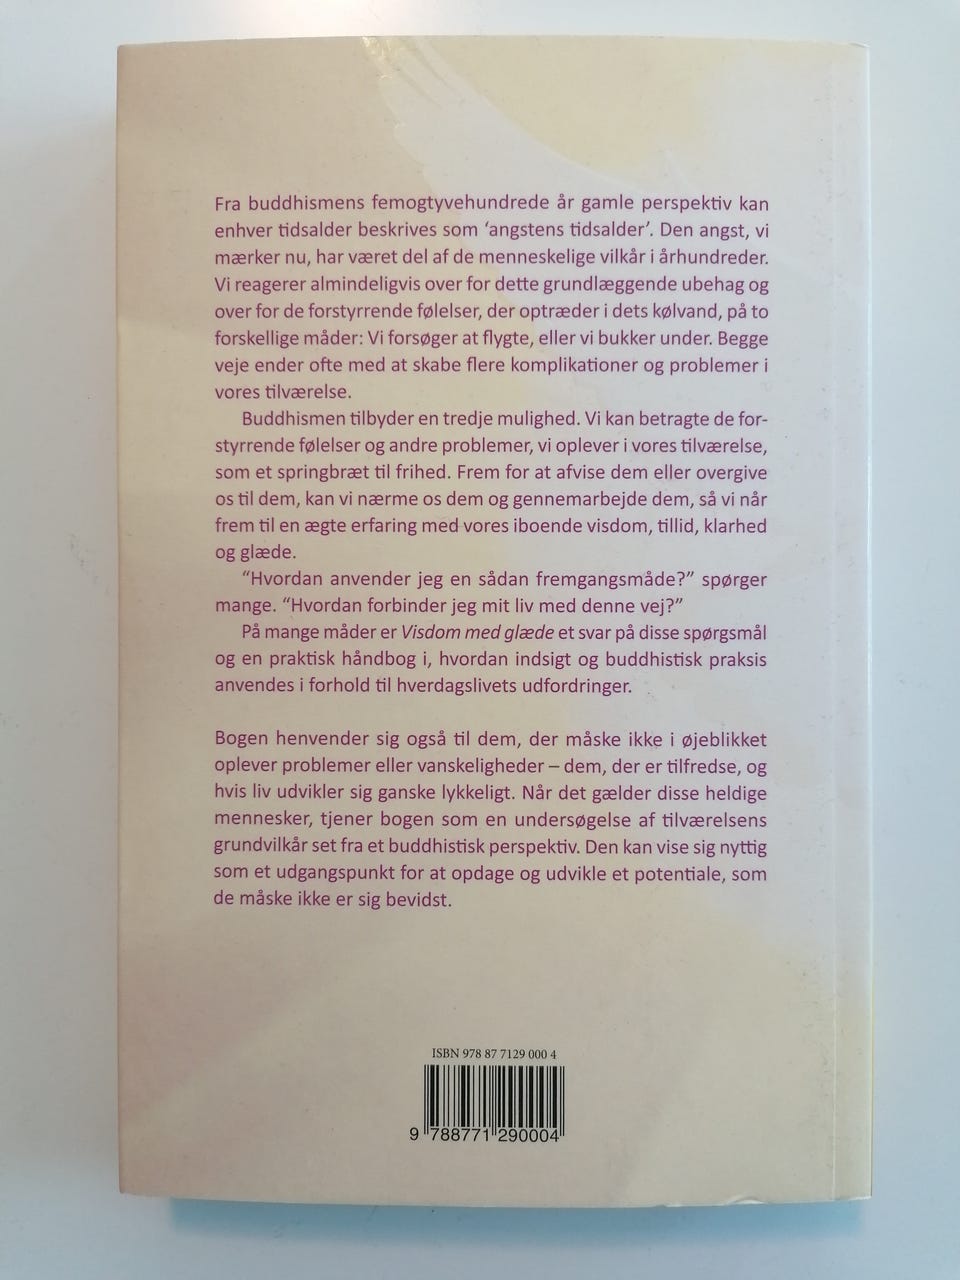 Fra buddhismens femogtyvehundrede år gamle perspektiv kan
enhver tidsalder beskrives som ‘angstens tidsalder’. Den angst, vi
mærker nu, har været del af de menneskelige vilkår i århundreder.
Vi reagerer almindeligvis over for dette grundlæggende ubehag og
over for de forstyrrende følelser, der optræder i dets kølvand, på to
forskellige måder: Vi forsøger at flygte, eller vi bukker under. Begge
veje ender ofte med at skabe flere komplikationer og problemer i
vores tilværelse.
Buddhismen tilbyder en tredje mulighed. Vi kan betragte de for-
styrrende følelser og andre problemer, vi oplever i vores tilværelse,
som et springbræt til frihed. Frem for at afvise dem eller overgive
os til dem, kan vi nærme os dem og gennemarbejde dem, så vi når
frem til en ægte erfaring med vores iboende visdom, tillid, klarhed
og glæde.
“Hvordan anvender jeg en sådan fremgangsmåde?” spørger
mange. “Hvordan forbinder jeg mit liv med denne vej?”
På mange måder er Visdom med glæde et svar på disse spørgsmål
og en praktisk håndbog i, hvordan indsigt og buddhistisk praksis
anvendes i forhold til hverdagslivets udfordringer.
Bogen henvender sig også til dem, der måske ikke i øjeblikket
oplever problemer eller vanskeligheder – dem, der er tilfredse, og
hvis liv udvikler sig ganske lykkeligt. Når det gælder disse heldige
mennesker, tjener bogen som en undersøgelse af tilværelsens
grundvilkår set fra et buddhistisk perspektiv. Den kan vise sig nyttig
som et udgangspunkt for at opdage og udvikle et potentiale, som
de måske ikke er sig bevidst.
ISBN 978 87 7129 000 4
9 788771 290004